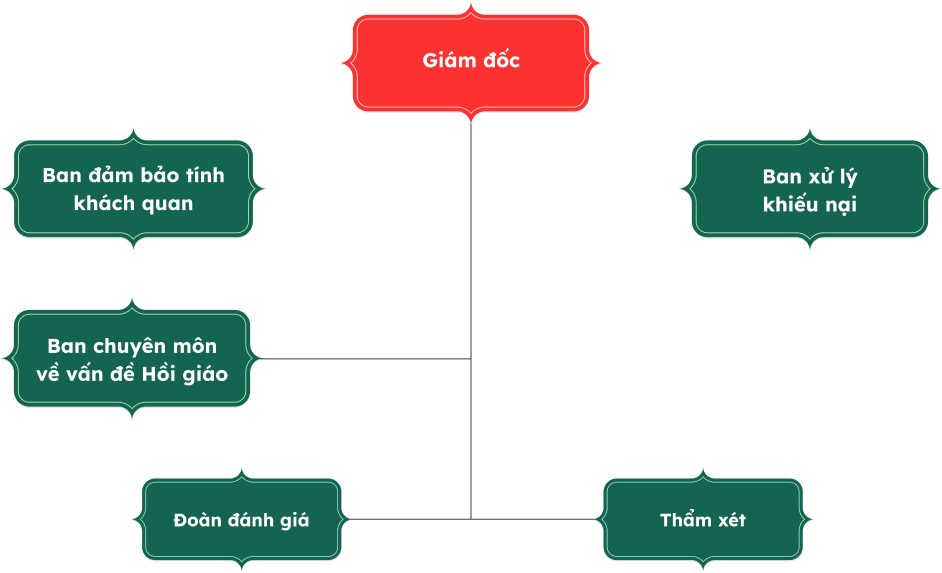 Giám đốc
Ban đảm bảo tính
khách quan
Ban xử lý
khiếu nại
Ban chuyên môn
về vấn đề Hồi giáo
Đoàn đánh giá
Thẩm xét